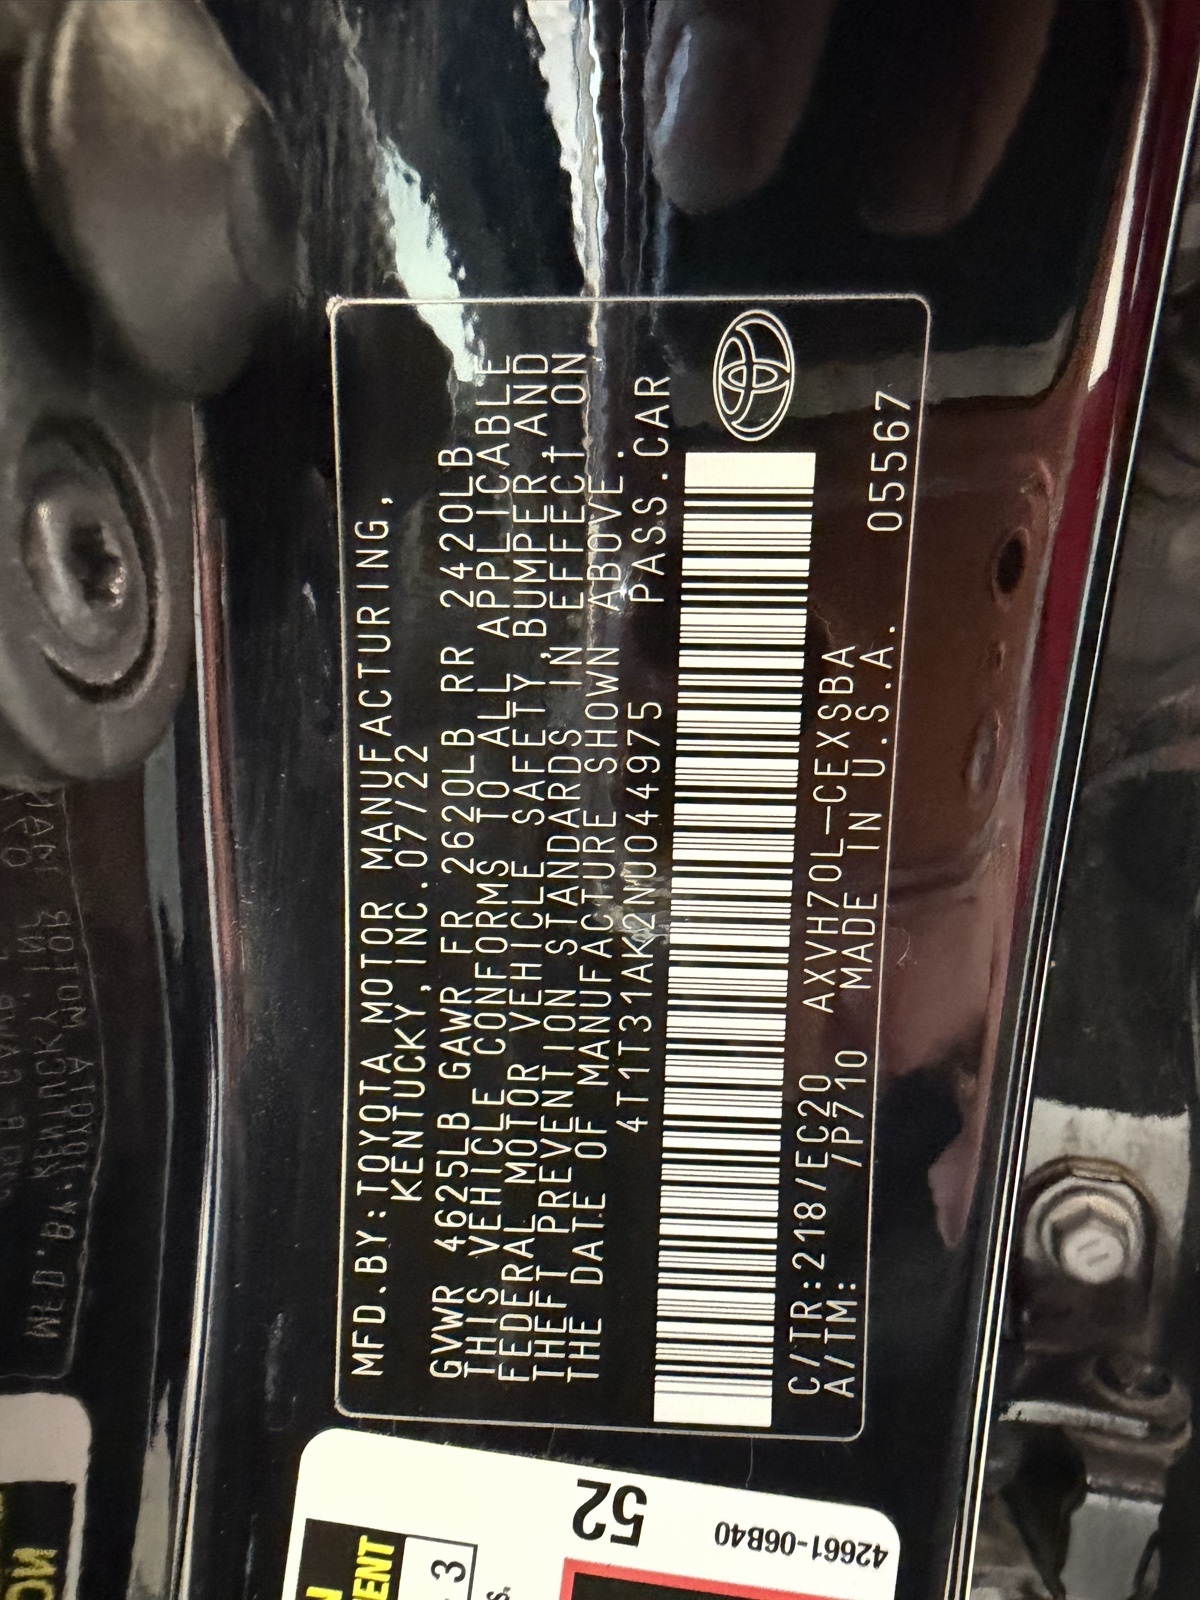 MFD.BY:TOYOTA MOTOR MANUFACTURING,
KENTUCKY, INC.07/22
GVWR 4625LB GAWR FR 2620LB RR 2420LB
THIS VEHICLE CONFORMS TO ALL APPLICABLE
FEDERAL MOTOR VEHICLE SAFETY, BUMPER, AND
THEFT PREVENTION STANDARDS IN EFFECT ON
THE DATE OF MANUFACTURE SHOWN ABOVE.
4T1T31AK2NU044975 PASS.CAR
C/TR:218/EC20 AXVH70L-CEXSBA 05567
A/TM: /P710 MADE IN U.S.A.
52
42661-06B40
3